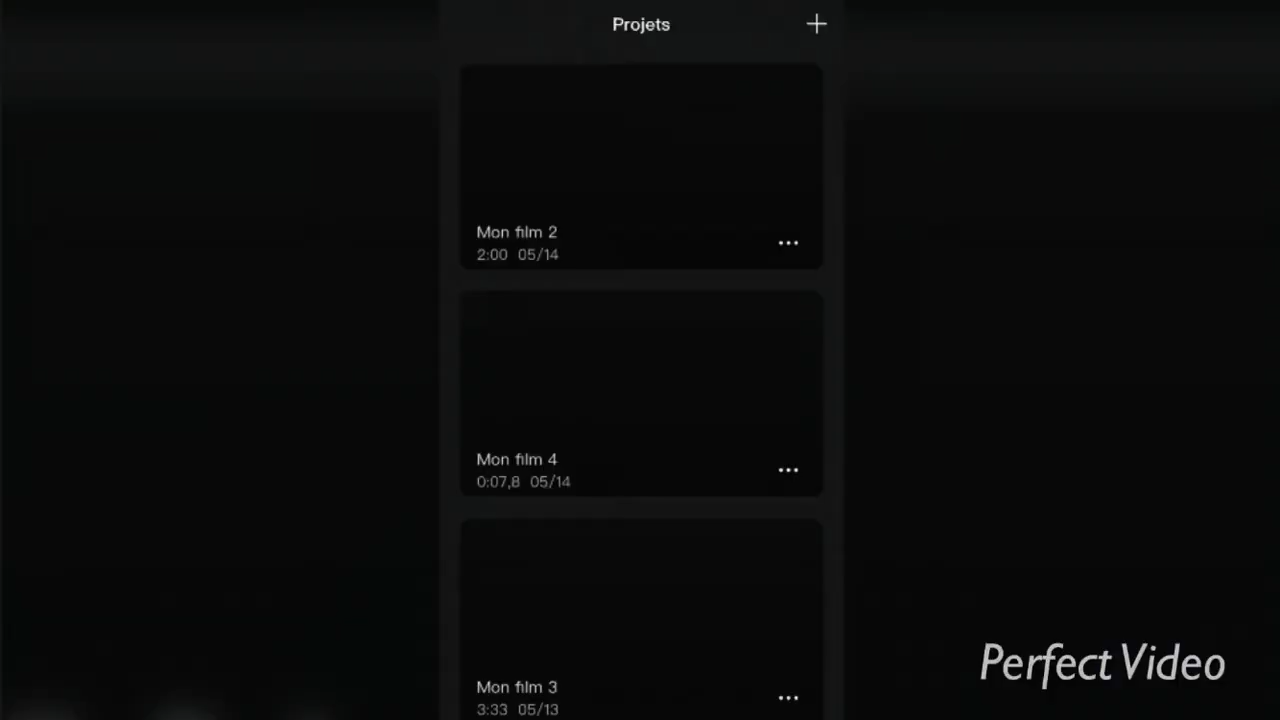 Projets
Mon film 2
2:00 05/14
Mon film 4
0:07,8 05/14
Mon film 3
3:33 05/13
Perfect Video